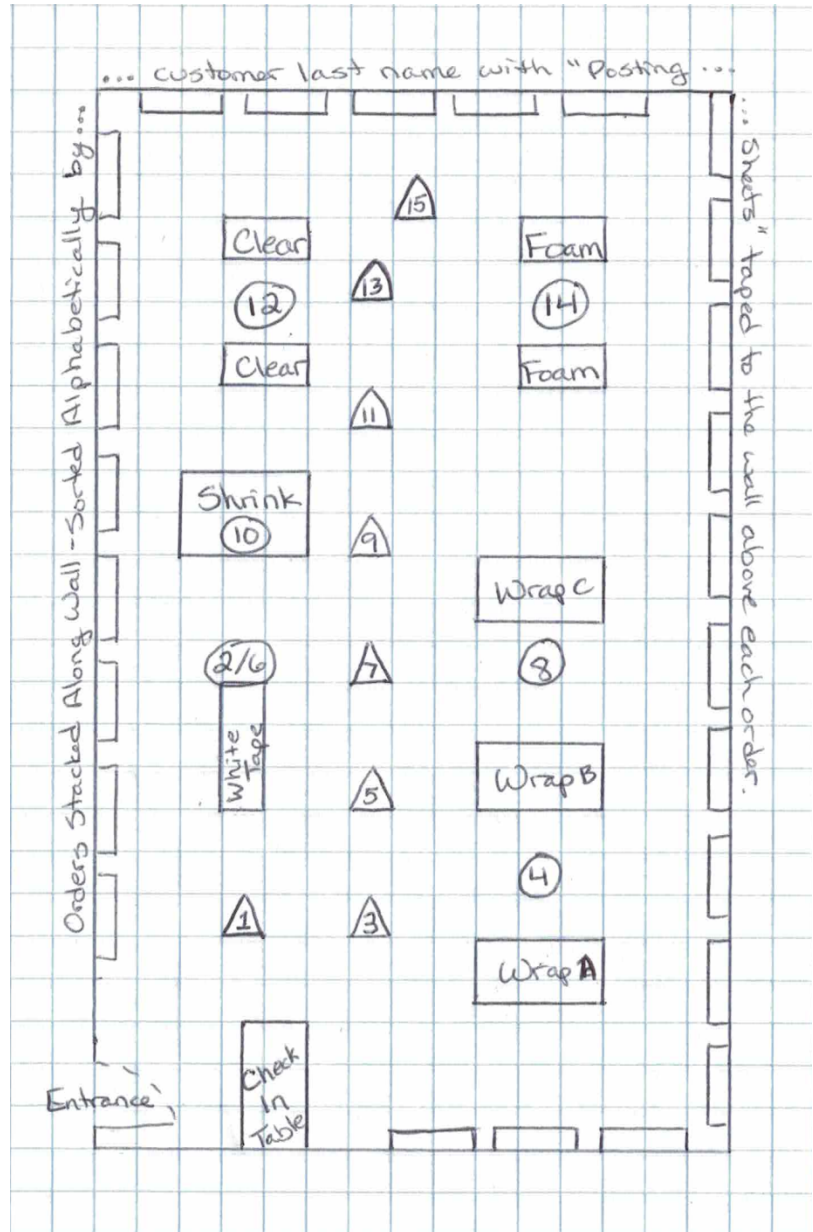 ... customer last name with "Posting ...
Orders Stacked Along Wall - Sorted Alphabetically by...
... Sheets" taped to the wall above each order.
15
Clear
Foam
12
13
14
Clear
Foam
11
Shrink
10
9
Wrap C
2/6
7
8
White
Tape
5
Wrap B
4
1
3
Wrap A
Check
In
Table
Entrance